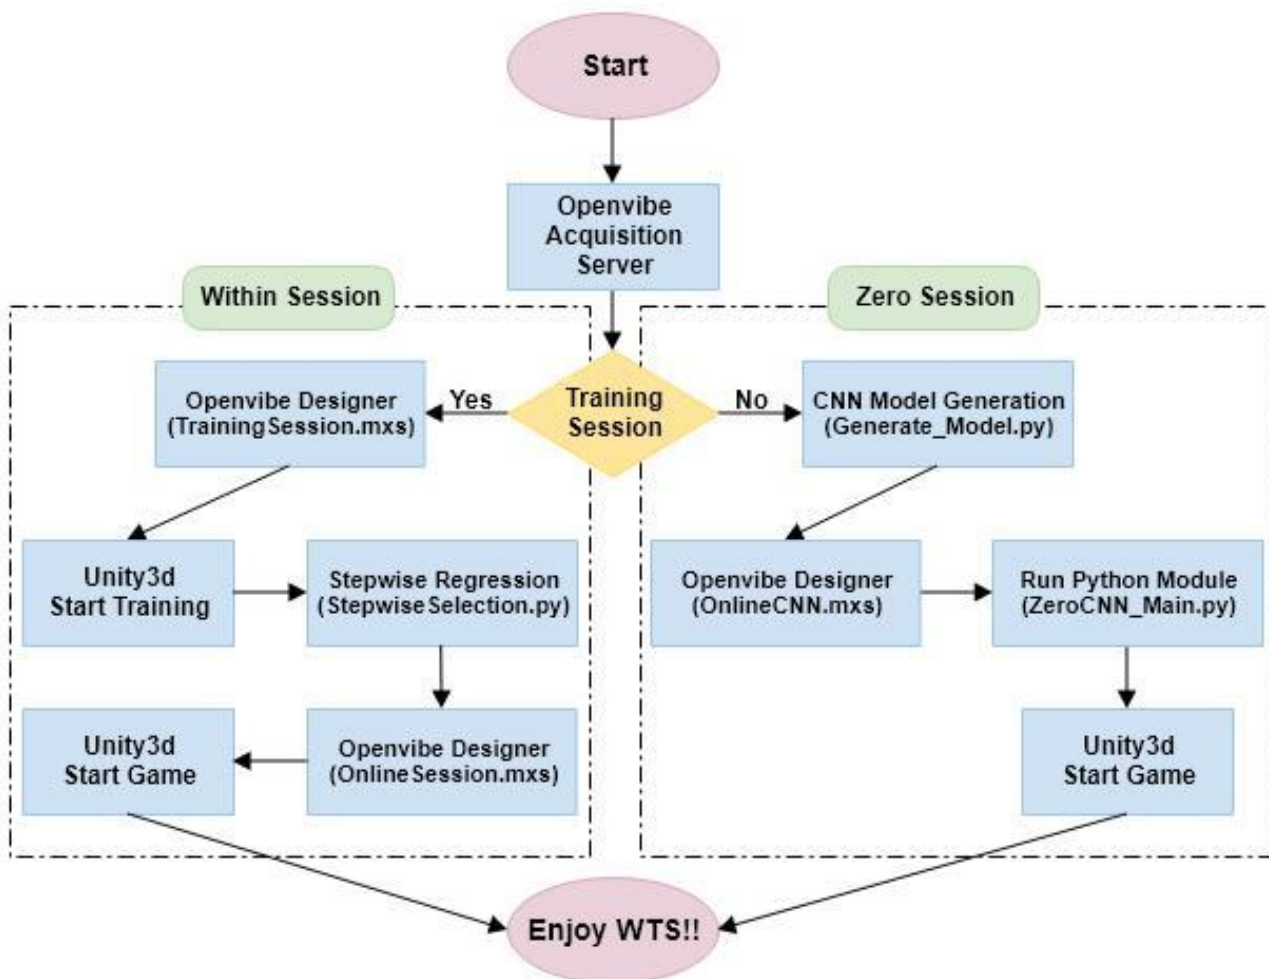 Start
Openvibe
Acquisition
Server
Within Session
Zero Session
Training
Session
Yes
No
Openvibe Designer
(TrainingSession.mxs)
CNN Model Generation
(Generate_Model.py)
Unity3d
Start Training
Stepwise Regression
(StepwiseSelection.py)
Openvibe Designer
(OnlineCNN.mxs)
Run Python Module
(ZeroCNN_Main.py)
Unity3d
Start Game
Openvibe Designer
(OnlineSession.mxs)
Unity3d
Start Game
Enjoy WTS!!